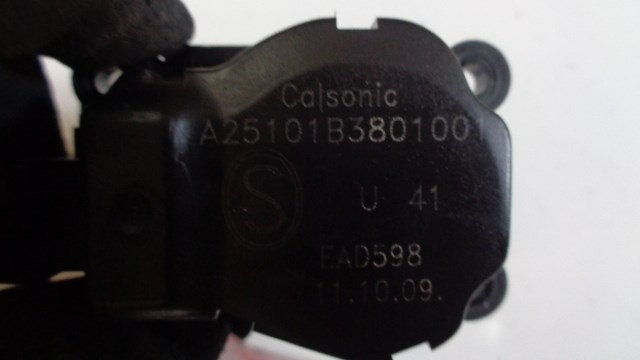 Calsonic
A25101B3801001
S
U 41
EAD598
11.10.09.